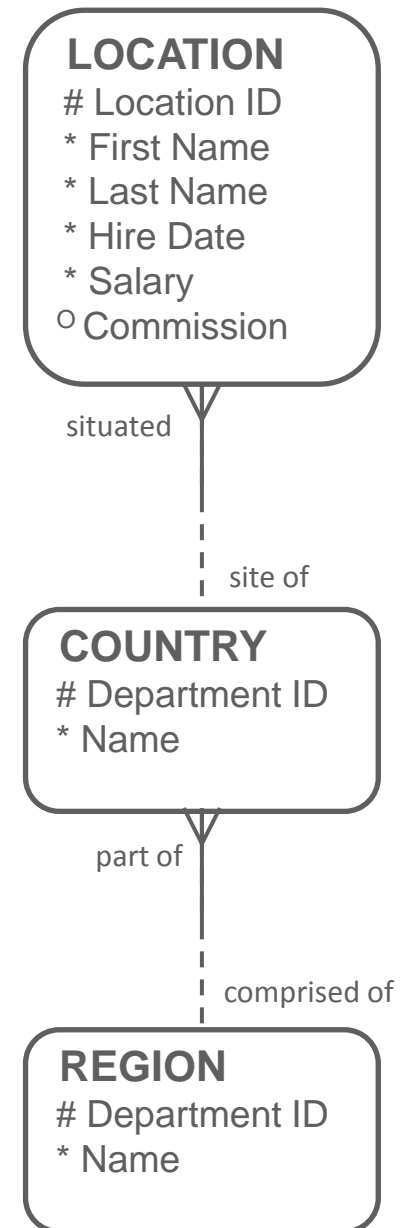 LOCATION
# Location ID
* First Name
* Last Name
* Hire Date
* Salary
O Commission
situated
site of
COUNTRY
# Department ID
* Name
part of
comprised of
REGION
# Department ID
* Name